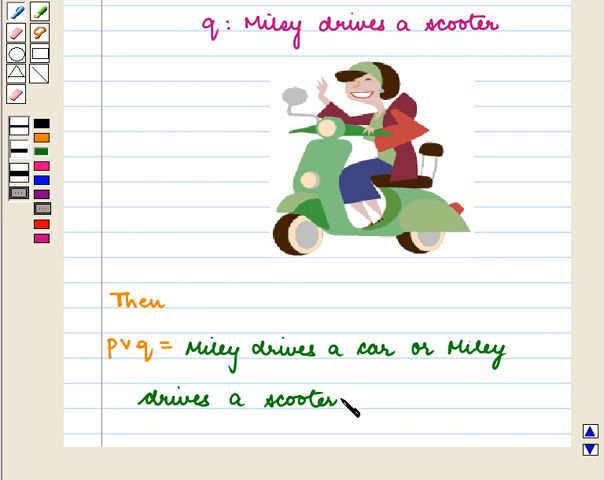 q: Miley drives a scooter
Then
p∨q = Miley drives a car or Miley
drives a scooter